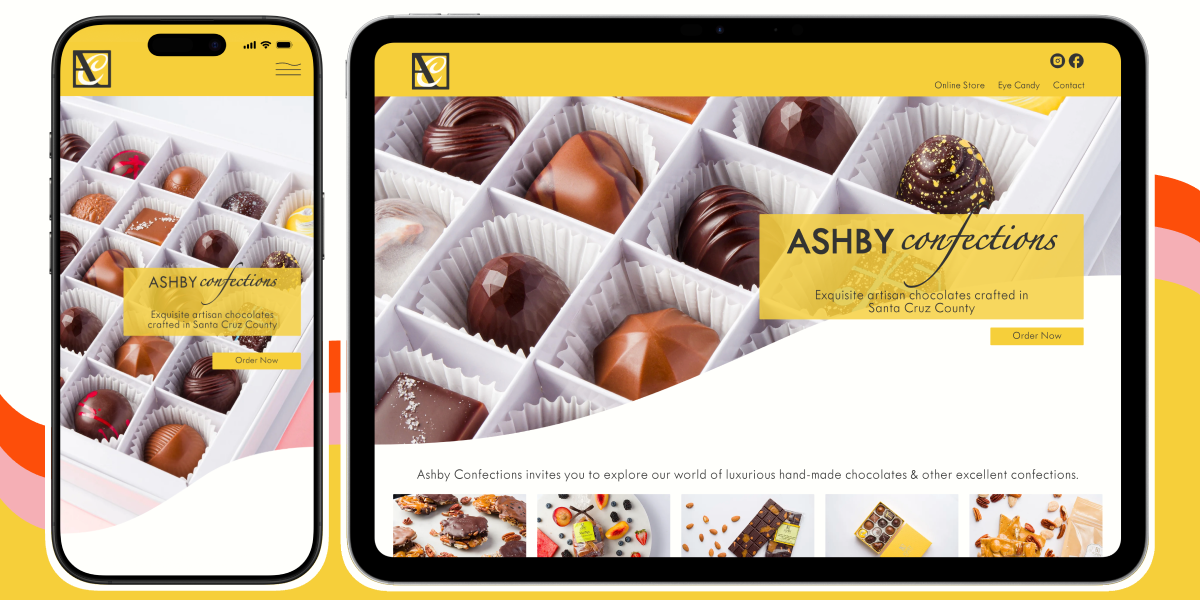 AC
ASHBY confections
Exquisite artisan chocolates
crafted in Santa Cruz County
Order Now
AC
Online Store Eye Candy Contact
ASHBY confections
Exquisite artisan chocolates crafted in
Santa Cruz County
Order Now
Ashby Confections invites you to explore our world of luxurious hand-made chocolates & other excellent confections.